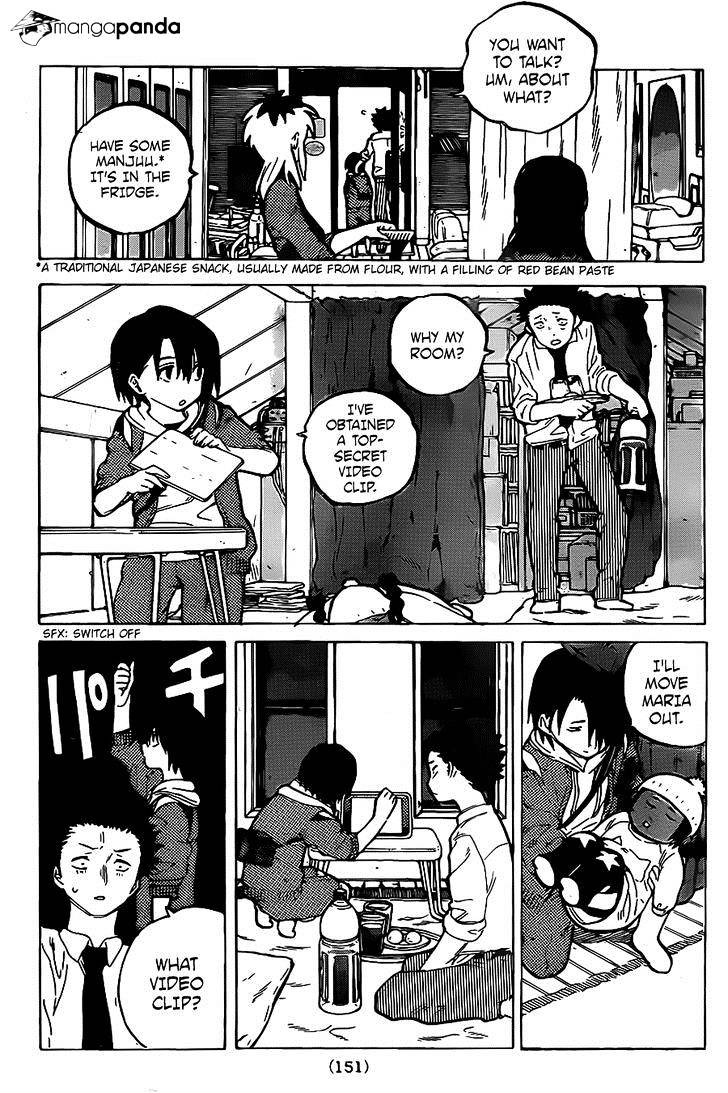 mangapanda
YOU WANT
TO TALK?
UM, ABOUT
WHAT?
HAVE SOME
MANJUU.*
IT'S IN THE
FRIDGE.
*A TRADITIONAL JAPANESE SNACK, USUALLY MADE FROM FLOUR, WITH A FILLING OF RED BEAN PASTE
WHY MY
ROOM?
I'VE
OBTAINED
A TOP-
SECRET
VIDEO
CLIP.
I'LL
MOVE
MARIA
OUT.
SFX: SWITCH OFF
パチ
WHAT
VIDEO
CLIP?
(151)